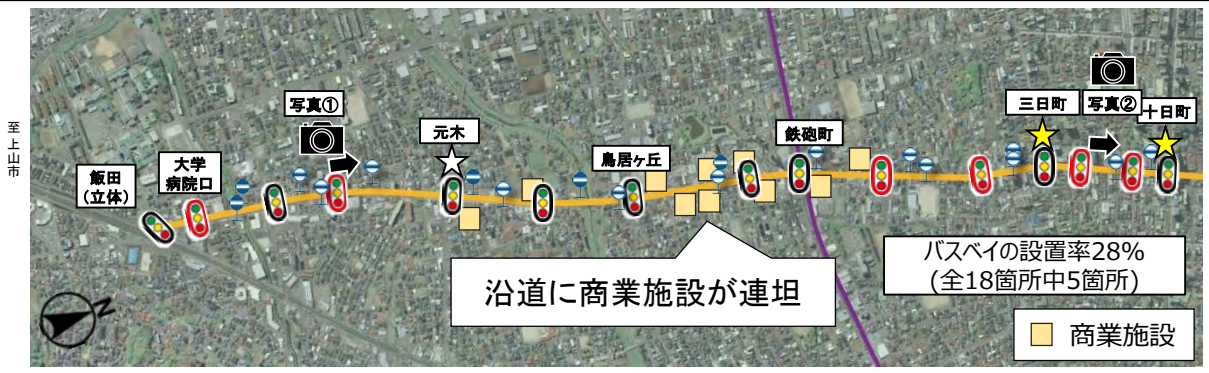 至上山市
飯田
(立体)
大学
病院口
写真①
元木
鳥居ヶ丘
鉄砲町
三日町
写真②
十日町
沿道に商業施設が連坦
バスベイの設置率28%
(全18箇所中5箇所)
商業施設
N